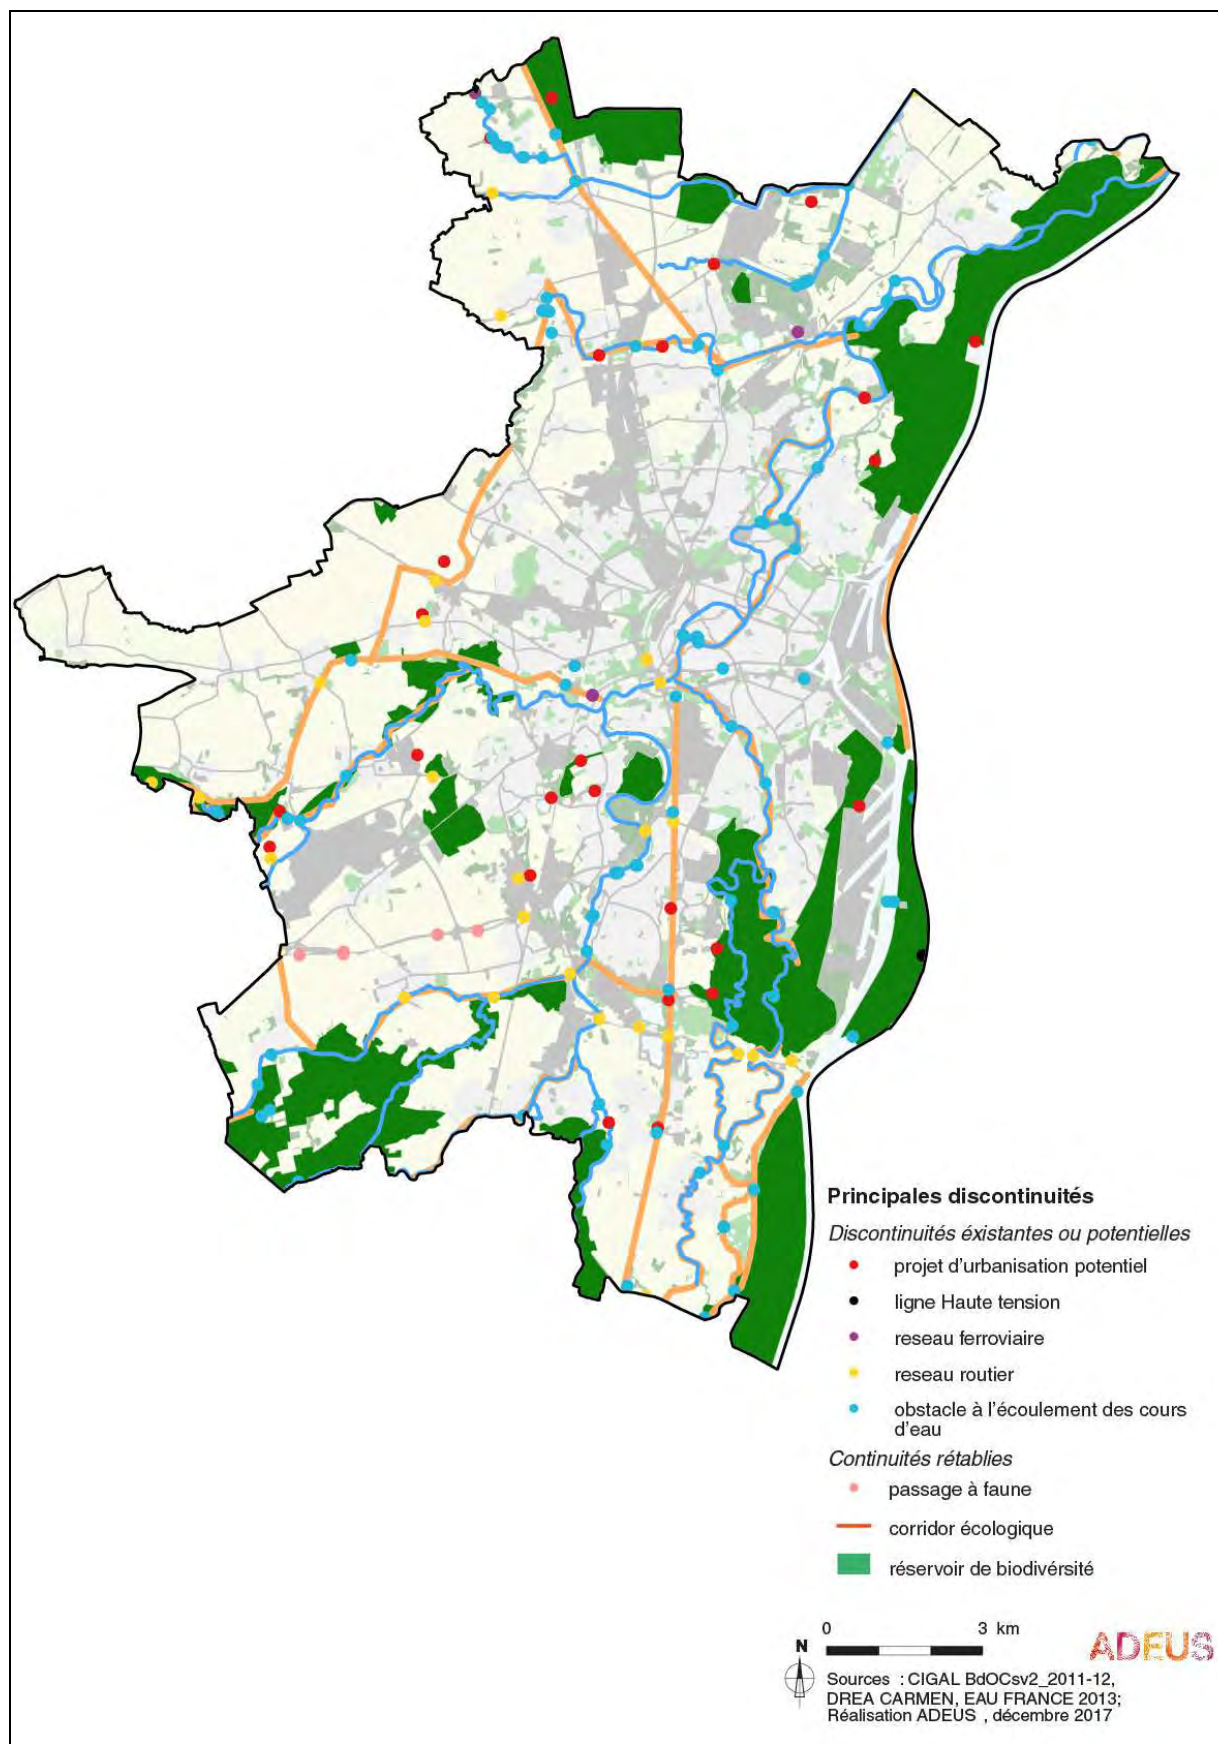 Principales discontinuités
Discontinuités éxistantes ou potentielles
projet d'urbanisation potentiel
ligne Haute tension
reseau ferroviaire
reseau routier
obstacle à l'écoulement des cours
d'eau
Continuités rétablies
passage à faune
corridor écologique
réservoir de biodivérsité
0 3 km
N
ADEUS
Sources : CIGAL BdOCsv2_2011-12,
DREA CARMEN, EAU FRANCE 2013;
Réalisation ADEUS , décembre 2017